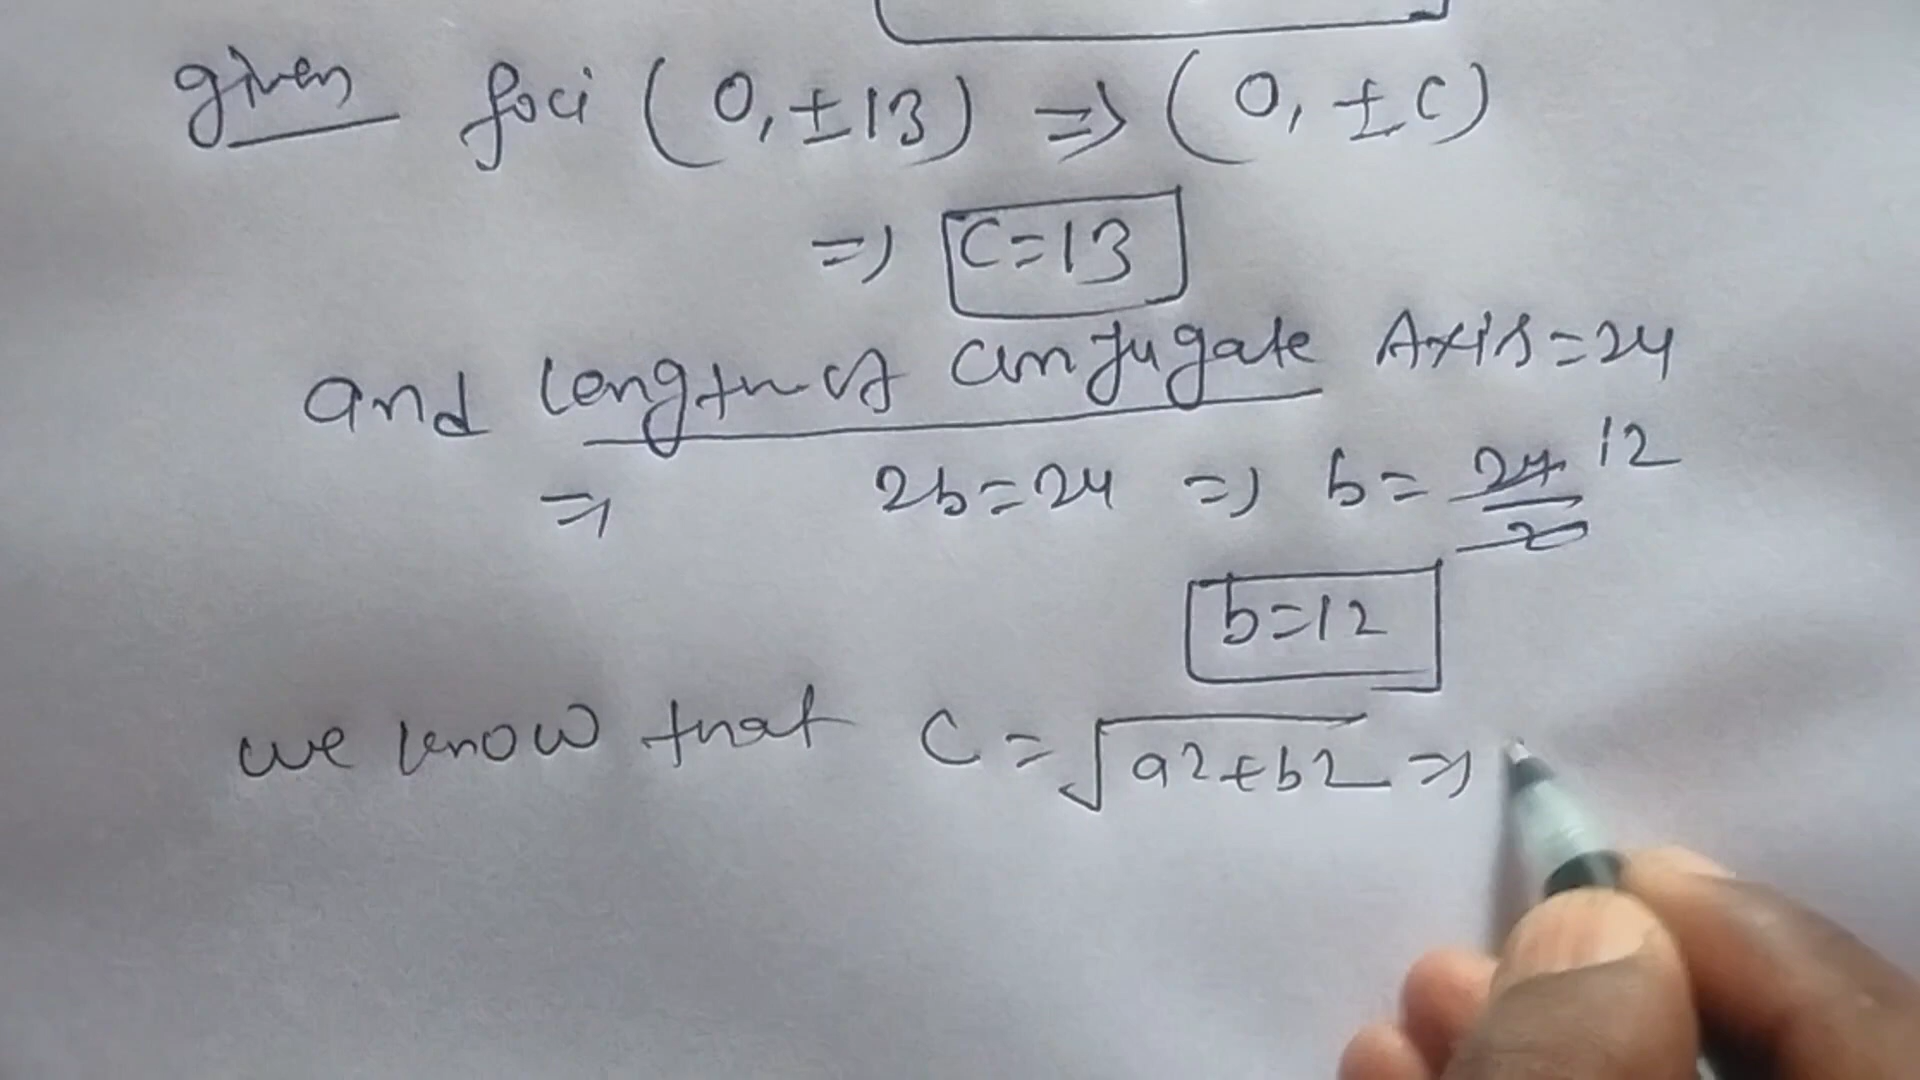 given foci (0, ±13) => (0, ±c)
=> c=13
and length of conjugate Axis=24
=> 2b=24 => b= 24/2 12
b=12
we know that c = √a2+b2 =>